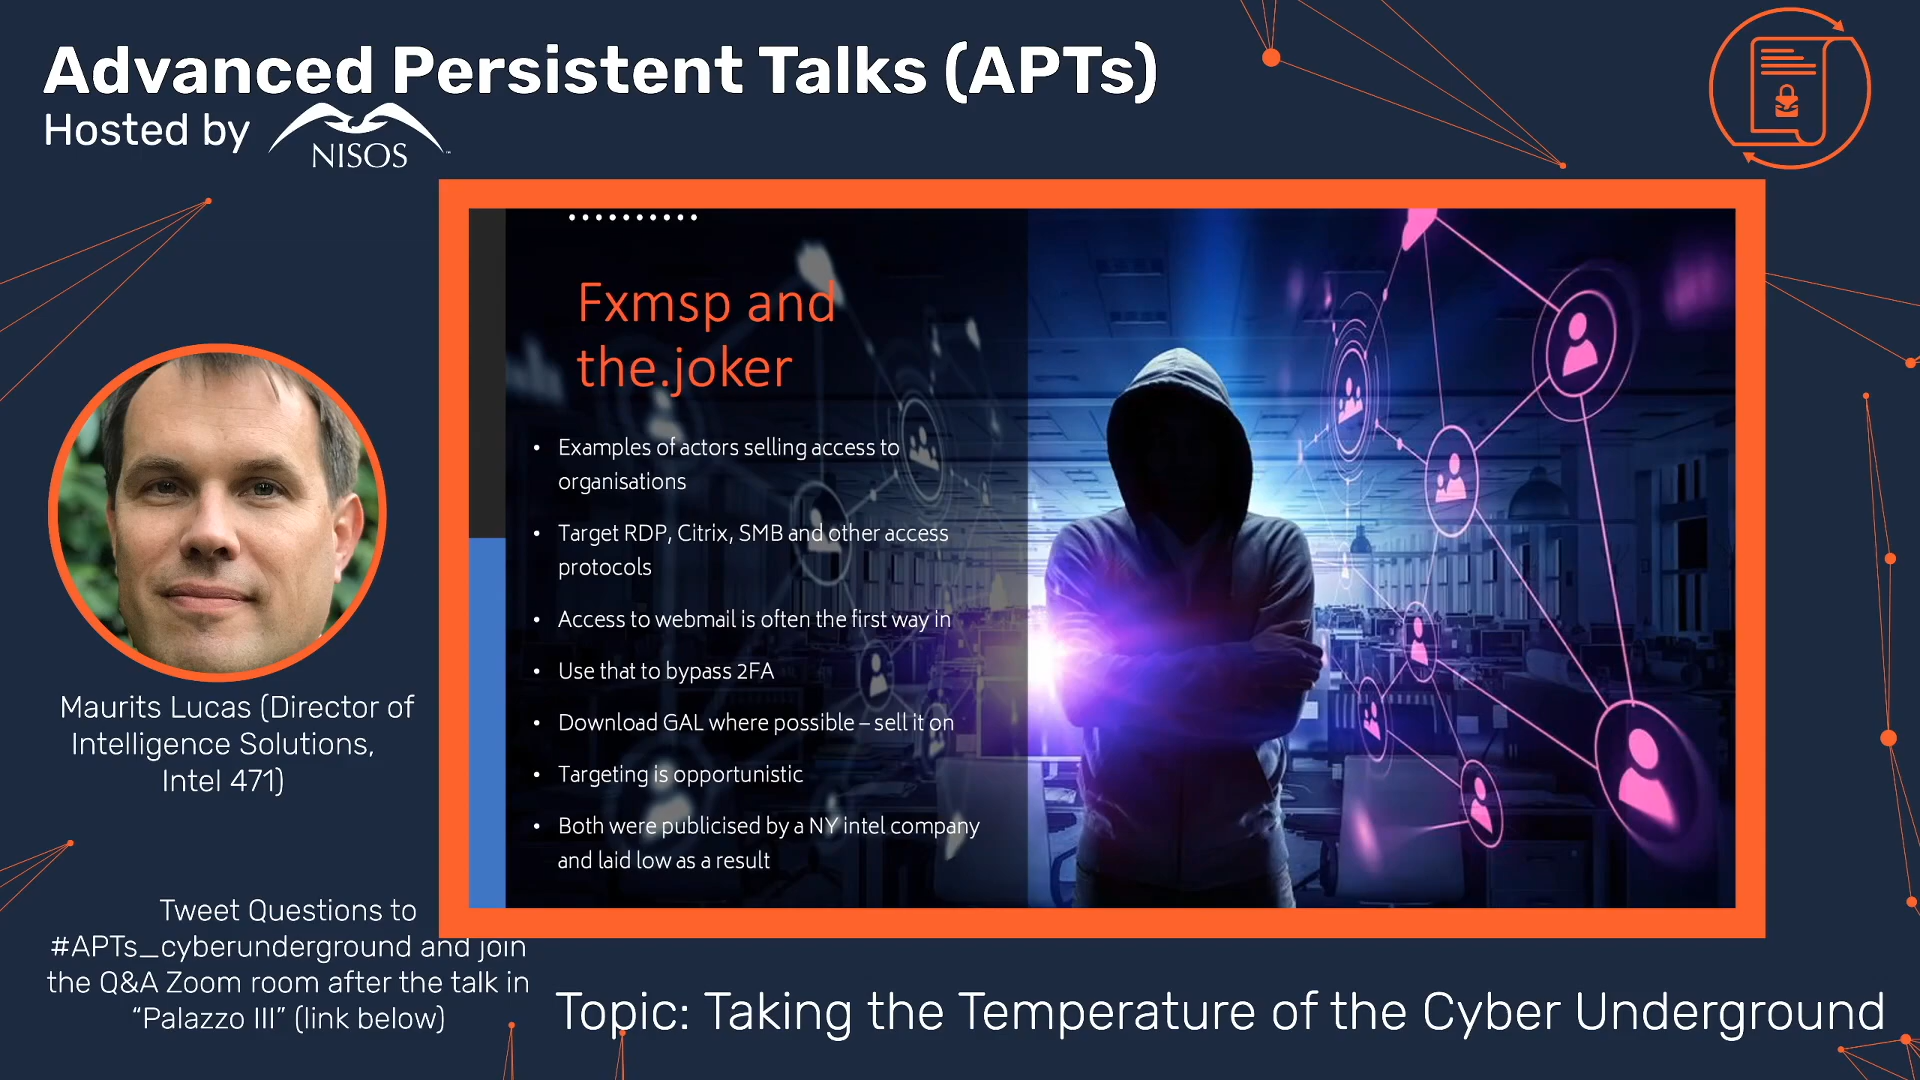 Advanced Persistent Talks (APTs)
Hosted by
NISOS
Fxmsp and
the.joker
• Examples of actors selling access to
organisations
• Target RDP, Citrix, SMB and other access
protocols
• Access to webmail is often the first way in
• Use that to bypass 2FA
• Download GAL where possible – sell it on
• Targeting is opportunistic
• Both were publicised by a NY intel company
and laid low as a result
Maurits Lucas (Director of
Intelligence Solutions,
Intel 471)
Tweet Questions to
#APTs_cyberunderground and join
the Q&A Zoom room after the talk in
“Palazzo III” (link below)
Topic: Taking the Temperature of the Cyber Underground